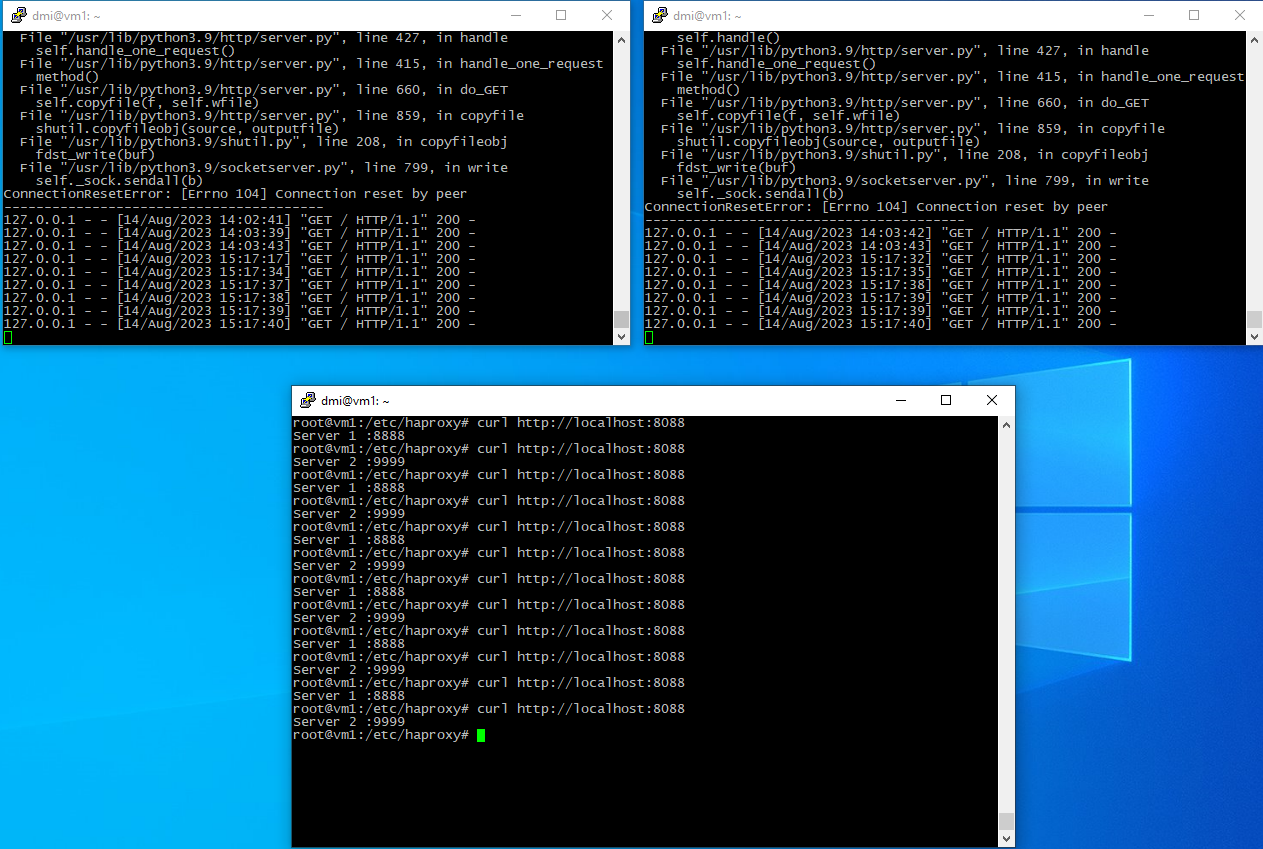 dmi@vm1: ~
File "/usr/lib/python3.9/http/server.py", line 427, in handle
self.handle_one_request()
File "/usr/lib/python3.9/http/server.py", line 415, in handle_one_request
method()
File "/usr/lib/python3.9/http/server.py", line 660, in do_GET
self.copyfile(f, self.wfile)
File "/usr/lib/python3.9/http/server.py", line 859, in copyfile
shutil.copyfileobj(source, outputfile)
File "/usr/lib/python3.9/shutil.py", line 208, in copyfileobj
fdst_write(buf)
File "/usr/lib/python3.9/socketserver.py", line 799, in write
self._sock.sendall(b)
ConnectionResetError: [Errno 104] Connection reset by peer
----------------------------------------
127.0.0.1 - - [14/Aug/2023 14:02:41] "GET / HTTP/1.1" 200 -
127.0.0.1 - - [14/Aug/2023 14:03:39] "GET / HTTP/1.1" 200 -
127.0.0.1 - - [14/Aug/2023 14:03:43] "GET / HTTP/1.1" 200 -
127.0.0.1 - - [14/Aug/2023 15:17:17] "GET / HTTP/1.1" 200 -
127.0.0.1 - - [14/Aug/2023 15:17:34] "GET / HTTP/1.1" 200 -
127.0.0.1 - - [14/Aug/2023 15:17:37] "GET / HTTP/1.1" 200 -
127.0.0.1 - - [14/Aug/2023 15:17:38] "GET / HTTP/1.1" 200 -
127.0.0.1 - - [14/Aug/2023 15:17:39] "GET / HTTP/1.1" 200 -
127.0.0.1 - - [14/Aug/2023 15:17:40] "GET / HTTP/1.1" 200 -
dmi@vm1: ~
self.handle()
File "/usr/lib/python3.9/http/server.py", line 427, in handle
self.handle_one_request()
File "/usr/lib/python3.9/http/server.py", line 415, in handle_one_request
method()
File "/usr/lib/python3.9/http/server.py", line 660, in do_GET
self.copyfile(f, self.wfile)
File "/usr/lib/python3.9/http/server.py", line 859, in copyfile
shutil.copyfileobj(source, outputfile)
File "/usr/lib/python3.9/shutil.py", line 208, in copyfileobj
fdst_write(buf)
File "/usr/lib/python3.9/socketserver.py", line 799, in write
self._sock.sendall(b)
ConnectionResetError: [Errno 104] Connection reset by peer
----------------------------------------
127.0.0.1 - - [14/Aug/2023 14:03:42] "GET / HTTP/1.1" 200 -
127.0.0.1 - - [14/Aug/2023 14:03:43] "GET / HTTP/1.1" 200 -
127.0.0.1 - - [14/Aug/2023 15:17:32] "GET / HTTP/1.1" 200 -
127.0.0.1 - - [14/Aug/2023 15:17:35] "GET / HTTP/1.1" 200 -
127.0.0.1 - - [14/Aug/2023 15:17:38] "GET / HTTP/1.1" 200 -
127.0.0.1 - - [14/Aug/2023 15:17:39] "GET / HTTP/1.1" 200 -
127.0.0.1 - - [14/Aug/2023 15:17:39] "GET / HTTP/1.1" 200 -
127.0.0.1 - - [14/Aug/2023 15:17:40] "GET / HTTP/1.1" 200 -
dmi@vm1: ~
root@vm1:/etc/haproxy# curl http://localhost:8088
Server 1 :8888
root@vm1:/etc/haproxy# curl http://localhost:8088
Server 2 :9999
root@vm1:/etc/haproxy# curl http://localhost:8088
Server 1 :8888
root@vm1:/etc/haproxy# curl http://localhost:8088
Server 2 :9999
root@vm1:/etc/haproxy# curl http://localhost:8088
Server 1 :8888
root@vm1:/etc/haproxy# curl http://localhost:8088
Server 2 :9999
root@vm1:/etc/haproxy# curl http://localhost:8088
Server 1 :8888
root@vm1:/etc/haproxy# curl http://localhost:8088
Server 2 :9999
root@vm1:/etc/haproxy# curl http://localhost:8088
Server 1 :8888
root@vm1:/etc/haproxy# curl http://localhost:8088
Server 2 :9999
root@vm1:/etc/haproxy# curl http://localhost:8088
Server 1 :8888
root@vm1:/etc/haproxy# curl http://localhost:8088
Server 2 :9999
root@vm1:/etc/haproxy#